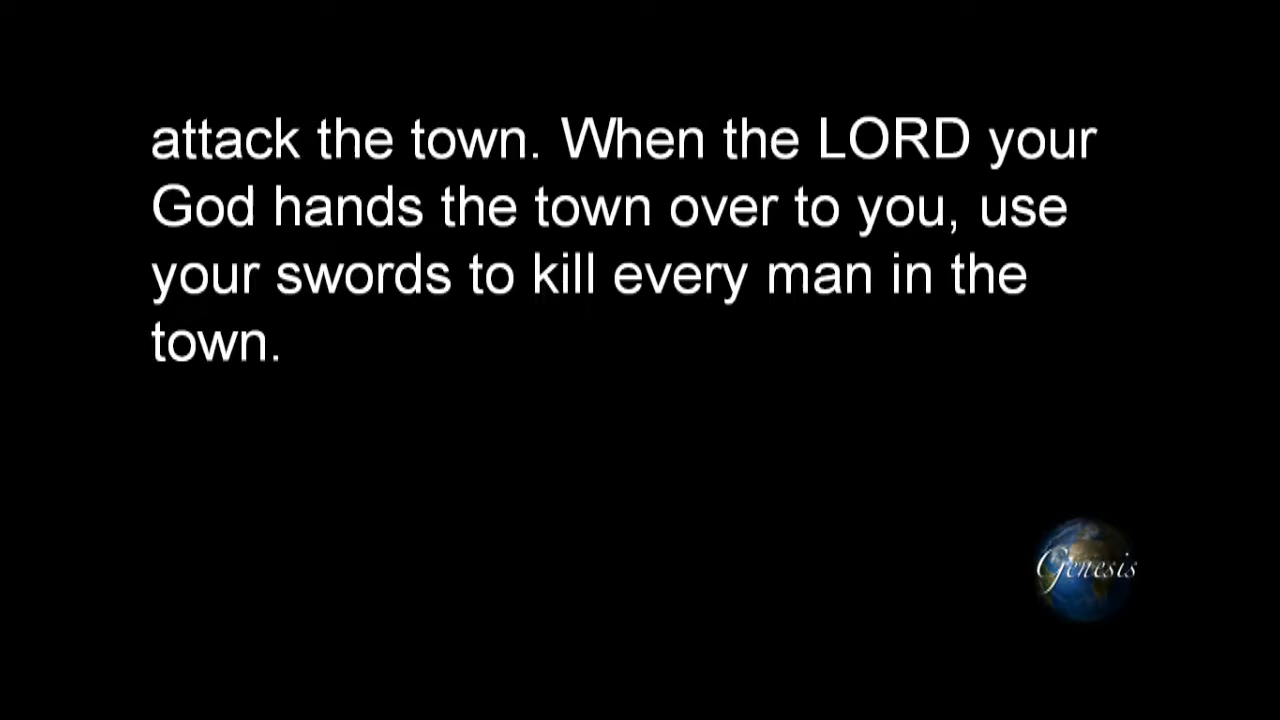 attack the town. When the LORD your
God hands the town over to you, use
your swords to kill every man in the
town.
Genesis